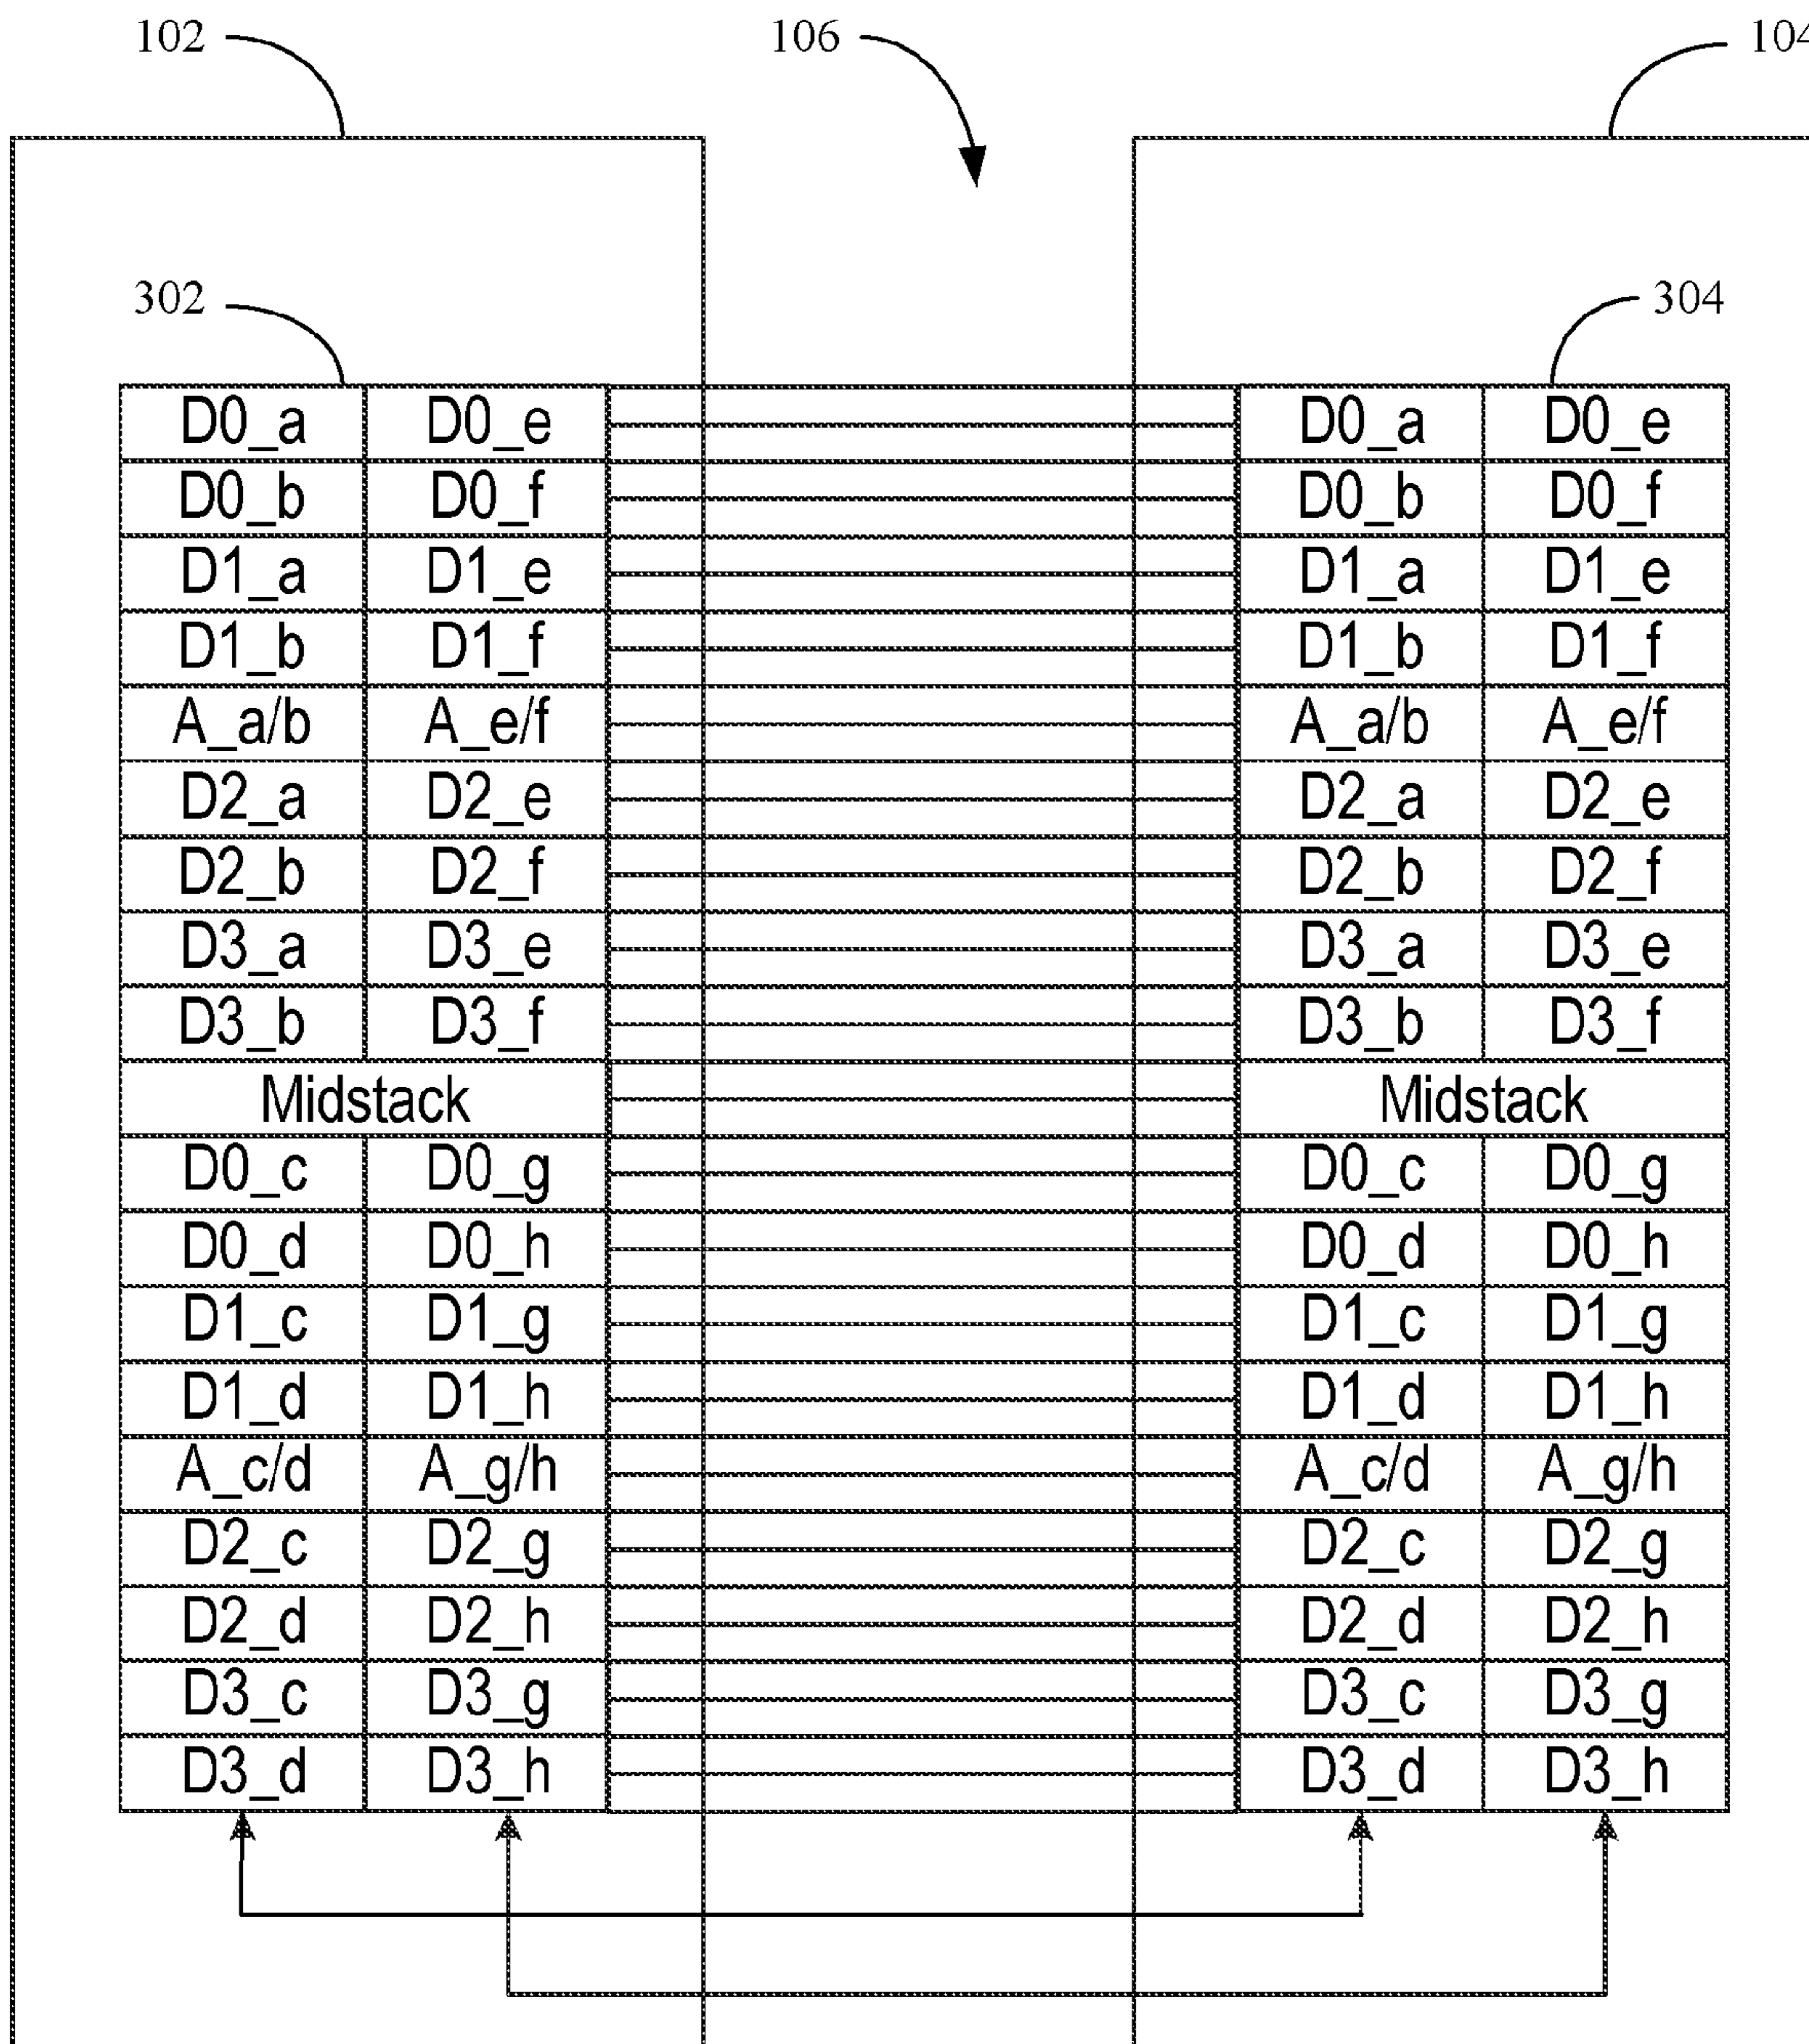 102 106 104
302 304
D0_a D0_e D0_a D0_e
D0_b D0_f D0_b D0_f
D1_a D1_e D1_a D1_e
D1_b D1_f D1_b D1_f
A_a/b A_e/f A_a/b A_e/f
D2_a D2_e D2_a D2_e
D2_b D2_f D2_b D2_f
D3_a D3_e D3_a D3_e
D3_b D3_f D3_b D3_f
Midstack Midstack
D0_c D0_g D0_c D0_g
D0_d D0_h D0_d D0_h
D1_c D1_g D1_c D1_g
D1_d D1_h D1_d D1_h
A_c/d A_g/h A_c/d A_g/h
D2_c D2_g D2_c D2_g
D2_d D2_h D2_d D2_h
D3_c D3_g D3_c D3_g
D3_d D3_h D3_d D3_h